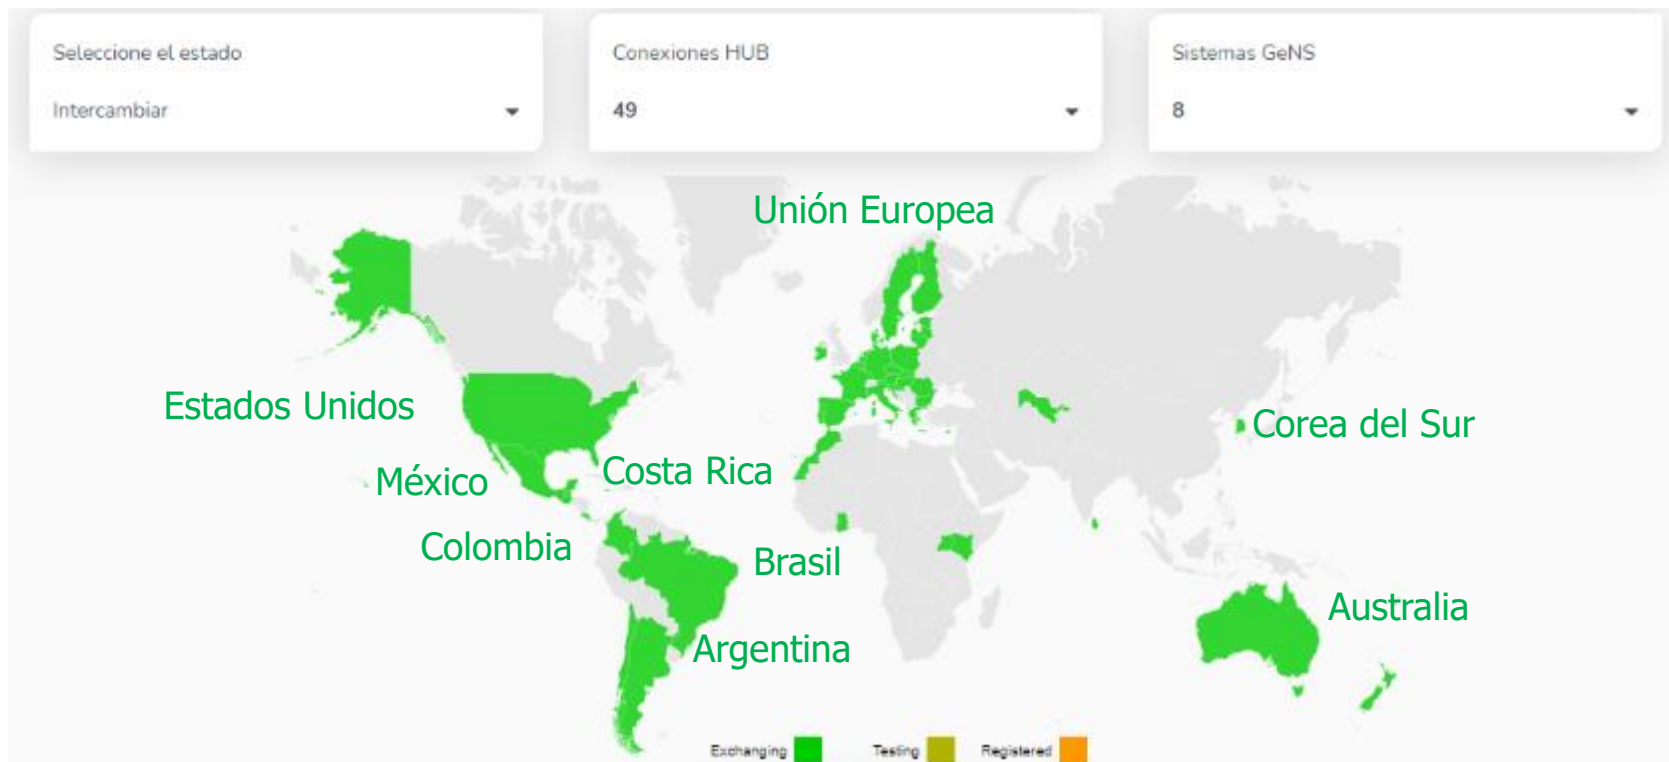 Seleccione el estado
Intercambiar
Conexiones HUB
49
Sistemas GeNS
8
Unión Europea
Estados Unidos
Corea del Sur
México
Costa Rica
Colombia
Brasil
Australia
Argentina
Exchanging
Testing
Registered